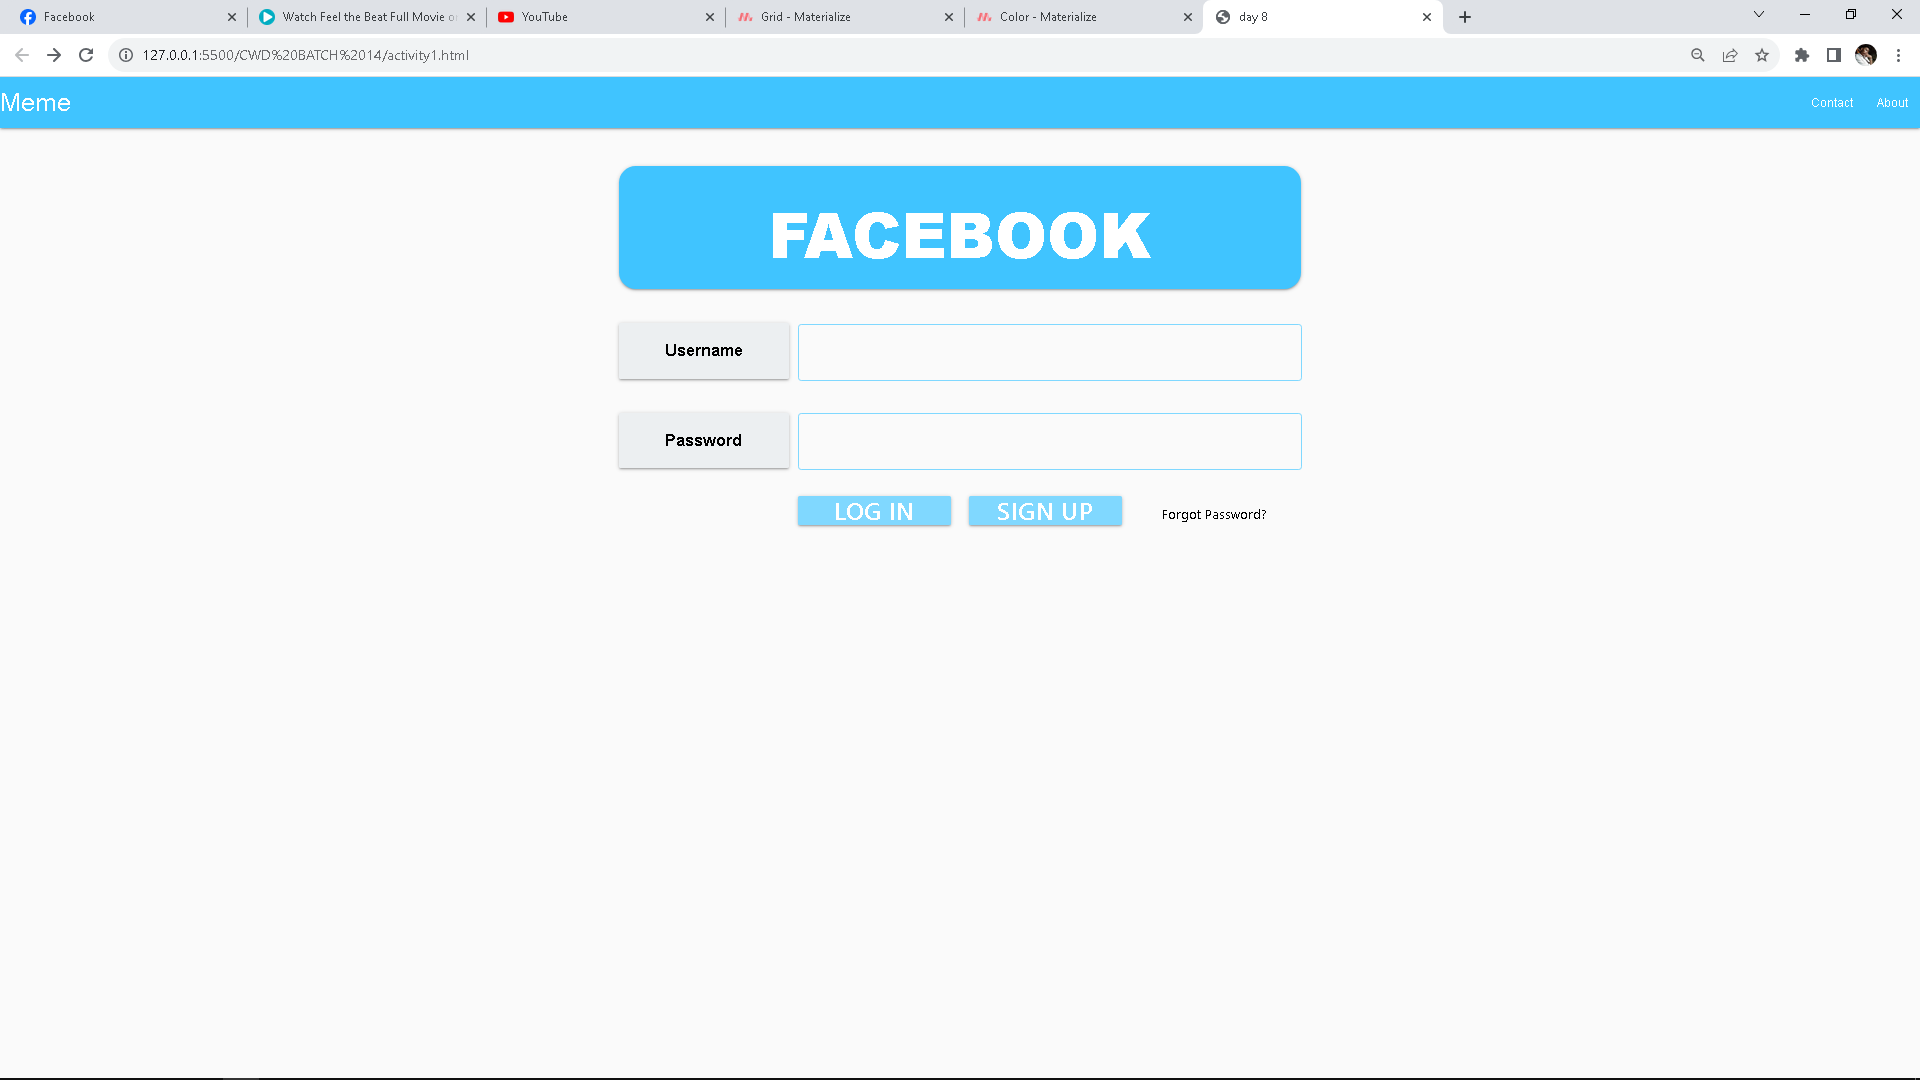 Facebook
Watch Feel the Beat Full Movie o
YouTube
Grid - Materialize
Color - Materialize
day 8
127.0.0.1:5500/CWD%20BATCH%2014/activity1.html
Meme
Contact
About
FACEBOOK
Username
Password
LOG IN
SIGN UP
Forgot Password?